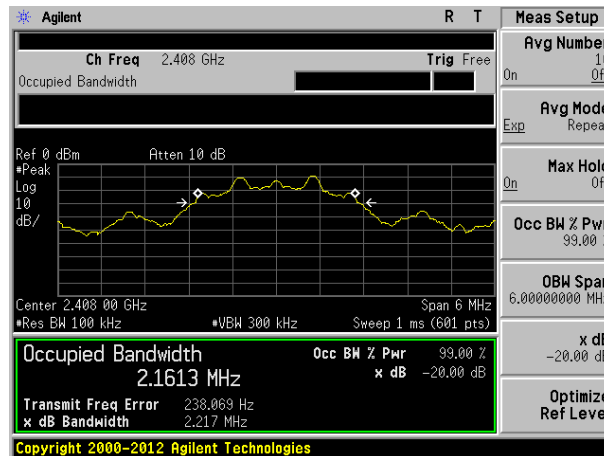 Agilent R T Meas Setup
Ch Freq 2.408 GHz Trig Free
Occupied Bandwidth
Avg Number
On
Avg Mode
Exp
Max Hold
On
Occ BW % Pwr
99.00
OBW Span
6.00000000
x dB
-20.00
Optimize
Ref Level
Ref 0 dBm Atten 10 dB
#Peak
Log
10
dB/
Center 2.408 00 GHz Span 6 MHz
#Res BW 100 kHz #VBW 300 kHz Sweep 1 ms (601 pts)
Occupied Bandwidth Occ BW % Pwr 99.00 %
2.1613 MHz x dB -20.00 dB
Transmit Freq Error 238.069 Hz
x dB Bandwidth 2.217 MHz
Copyright 2000-2012 Agilent Technologies